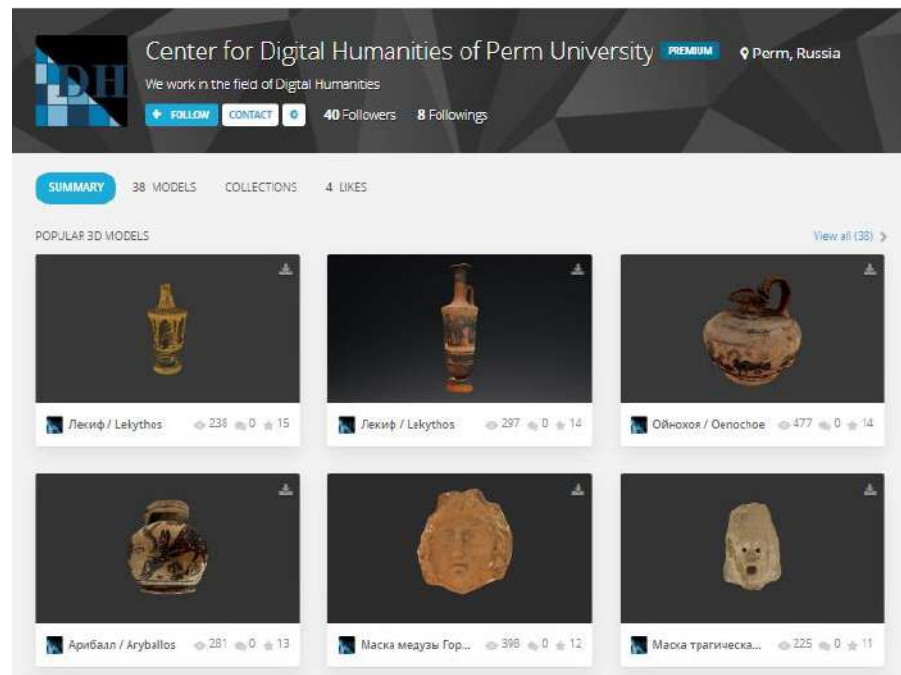 DH
Center for Digital Humanities of Perm University PREMIUM Perm, Russia
We work in the field of Digital Humanities
+ FOLLOW CONTACT 40 Followers 8 Followings
SUMMARY 38 MODELS COLLECTIONS 4 LIKES
POPULAR 3D MODELS View all (38) >
Лекиф / Lekythos 238 0 15
Лекиф / Lekythos 297 0 14
Ойнохоя / Oenochoe 477 0 14
Арибалл / Aryballos 281 0 13
Маска медузы Гор... 398 0 12
Маска трагическа... 225 0 11